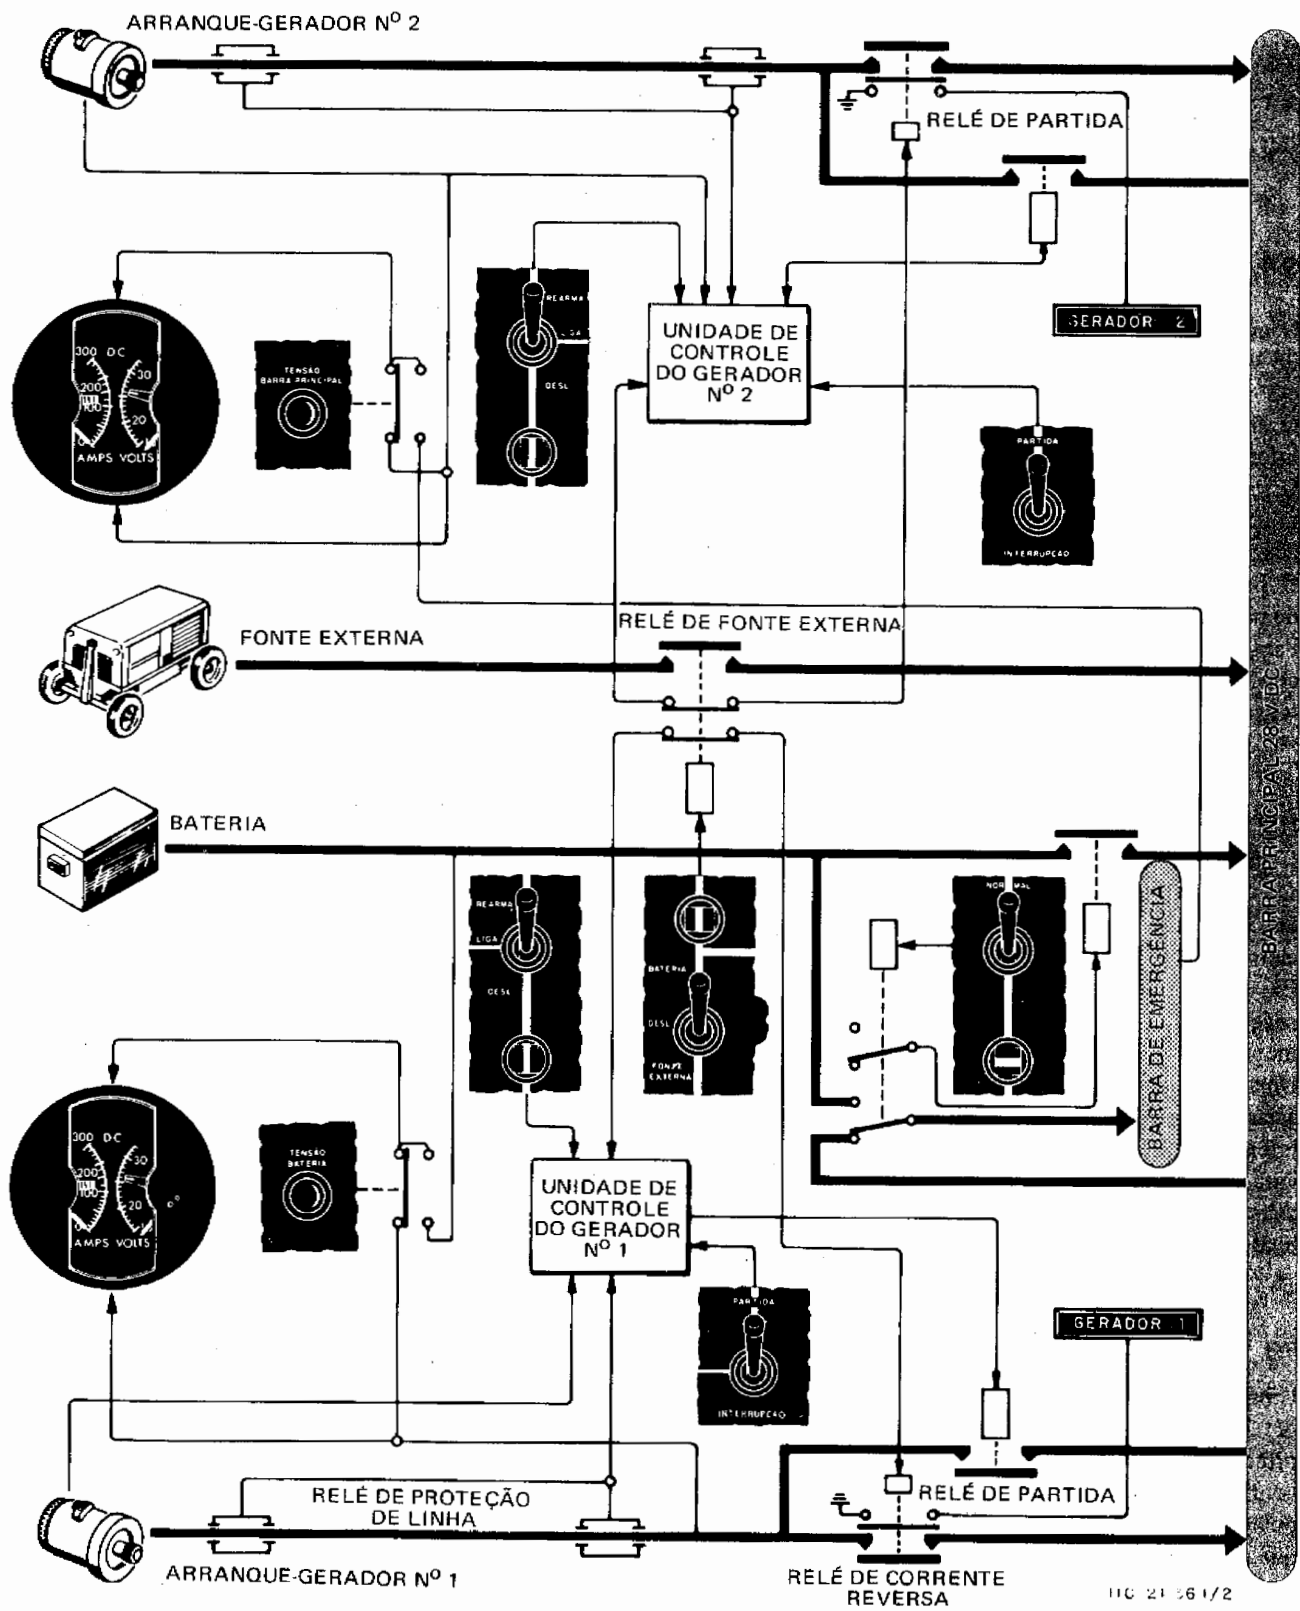 ARRANQUE-GERADOR Nº 2
RELÉ DE PARTIDA
REARMA
LIGA
DESL
TENSÃO
BARRA PRINCIPAL
300 DC
30
200
100
20
0
AMPS VOLTS
UNIDADE DE
CONTROLE
DO GERADOR
Nº 2
GERADOR 2
PARTIDA
INTERRUPÇÃO
FONTE EXTERNA
RELÉ DE FONTE EXTERNA
BARRA PRINCIPAL 28 V DC
BATERIA
REARMA
LIGA
DESL
BATERIA
DESL
FONTE
EXTERNA
NORMAL
BARRA DE EMERGÊNCIA
300 DC
30
200
100
20
0
AMPS VOLTS
TENSÃO
BATERIA
UNIDADE DE
CONTROLE
DO GERADOR
Nº 1
PARTIDA
INTERRUPÇÃO
GERADOR 1
RELÉ DE PROTEÇÃO
DE LINHA
RELÉ DE PARTIDA
ARRANQUE-GERADOR Nº 1
RELÉ DE CORRENTE
REVERSA